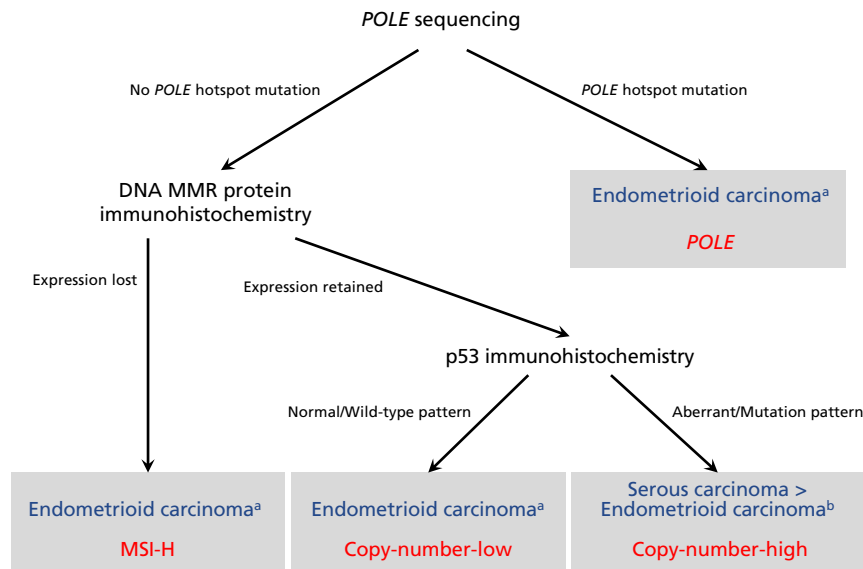 POLE sequencing
No POLE hotspot mutation
POLE hotspot mutation
DNA MMR protein
immunohistochemistry
Endometrioid carcinomaᵃ
POLE
Expression lost
Expression retained
p53 immunohistochemistry
Normal/Wild-type pattern
Aberrant/Mutation pattern
Endometrioid carcinomaᵃ
MSI-H
Endometrioid carcinomaᵃ
Copy-number-low
Serous carcinoma >
Endometrioid carcinomaᵇ
Copy-number-high